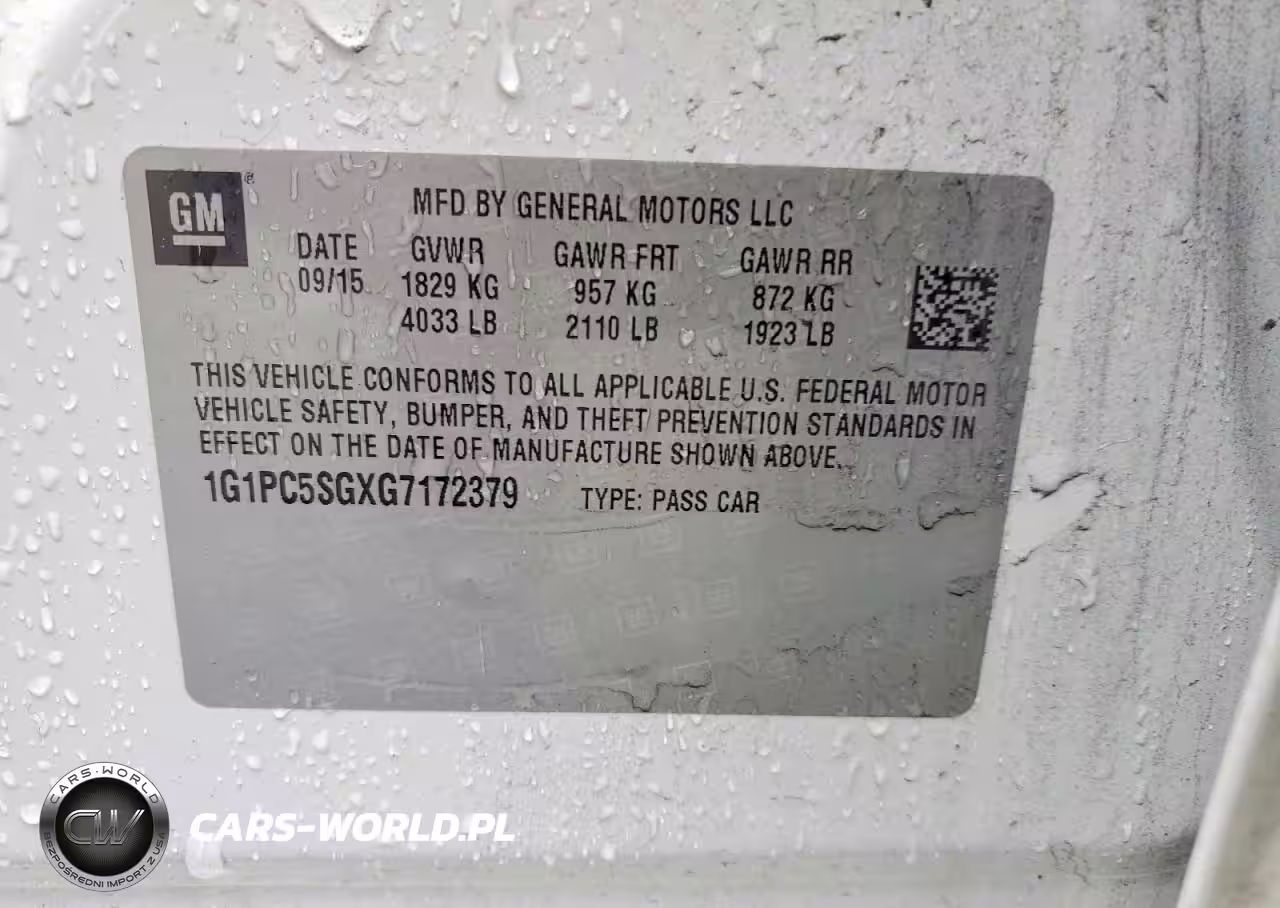 GM®
MFD BY GENERAL MOTORS LLC
DATE GVWR GAWR FRT GAWR RR
09/15 1829 KG 957 KG 872 KG
4033 LB 2110 LB 1923 LB
THIS VEHICLE CONFORMS TO ALL APPLICABLE U.S. FEDERAL MOTOR
VEHICLE SAFETY, BUMPER, AND THEFT PREVENTION STANDARDS IN
EFFECT ON THE DATE OF MANUFACTURE SHOWN ABOVE.
1G1PC5SGXG7172379 TYPE: PASS CAR
CARS-WORLD
CW
BEZPOŚREDNI IMPORT Z USA
CARS-WORLD.PL